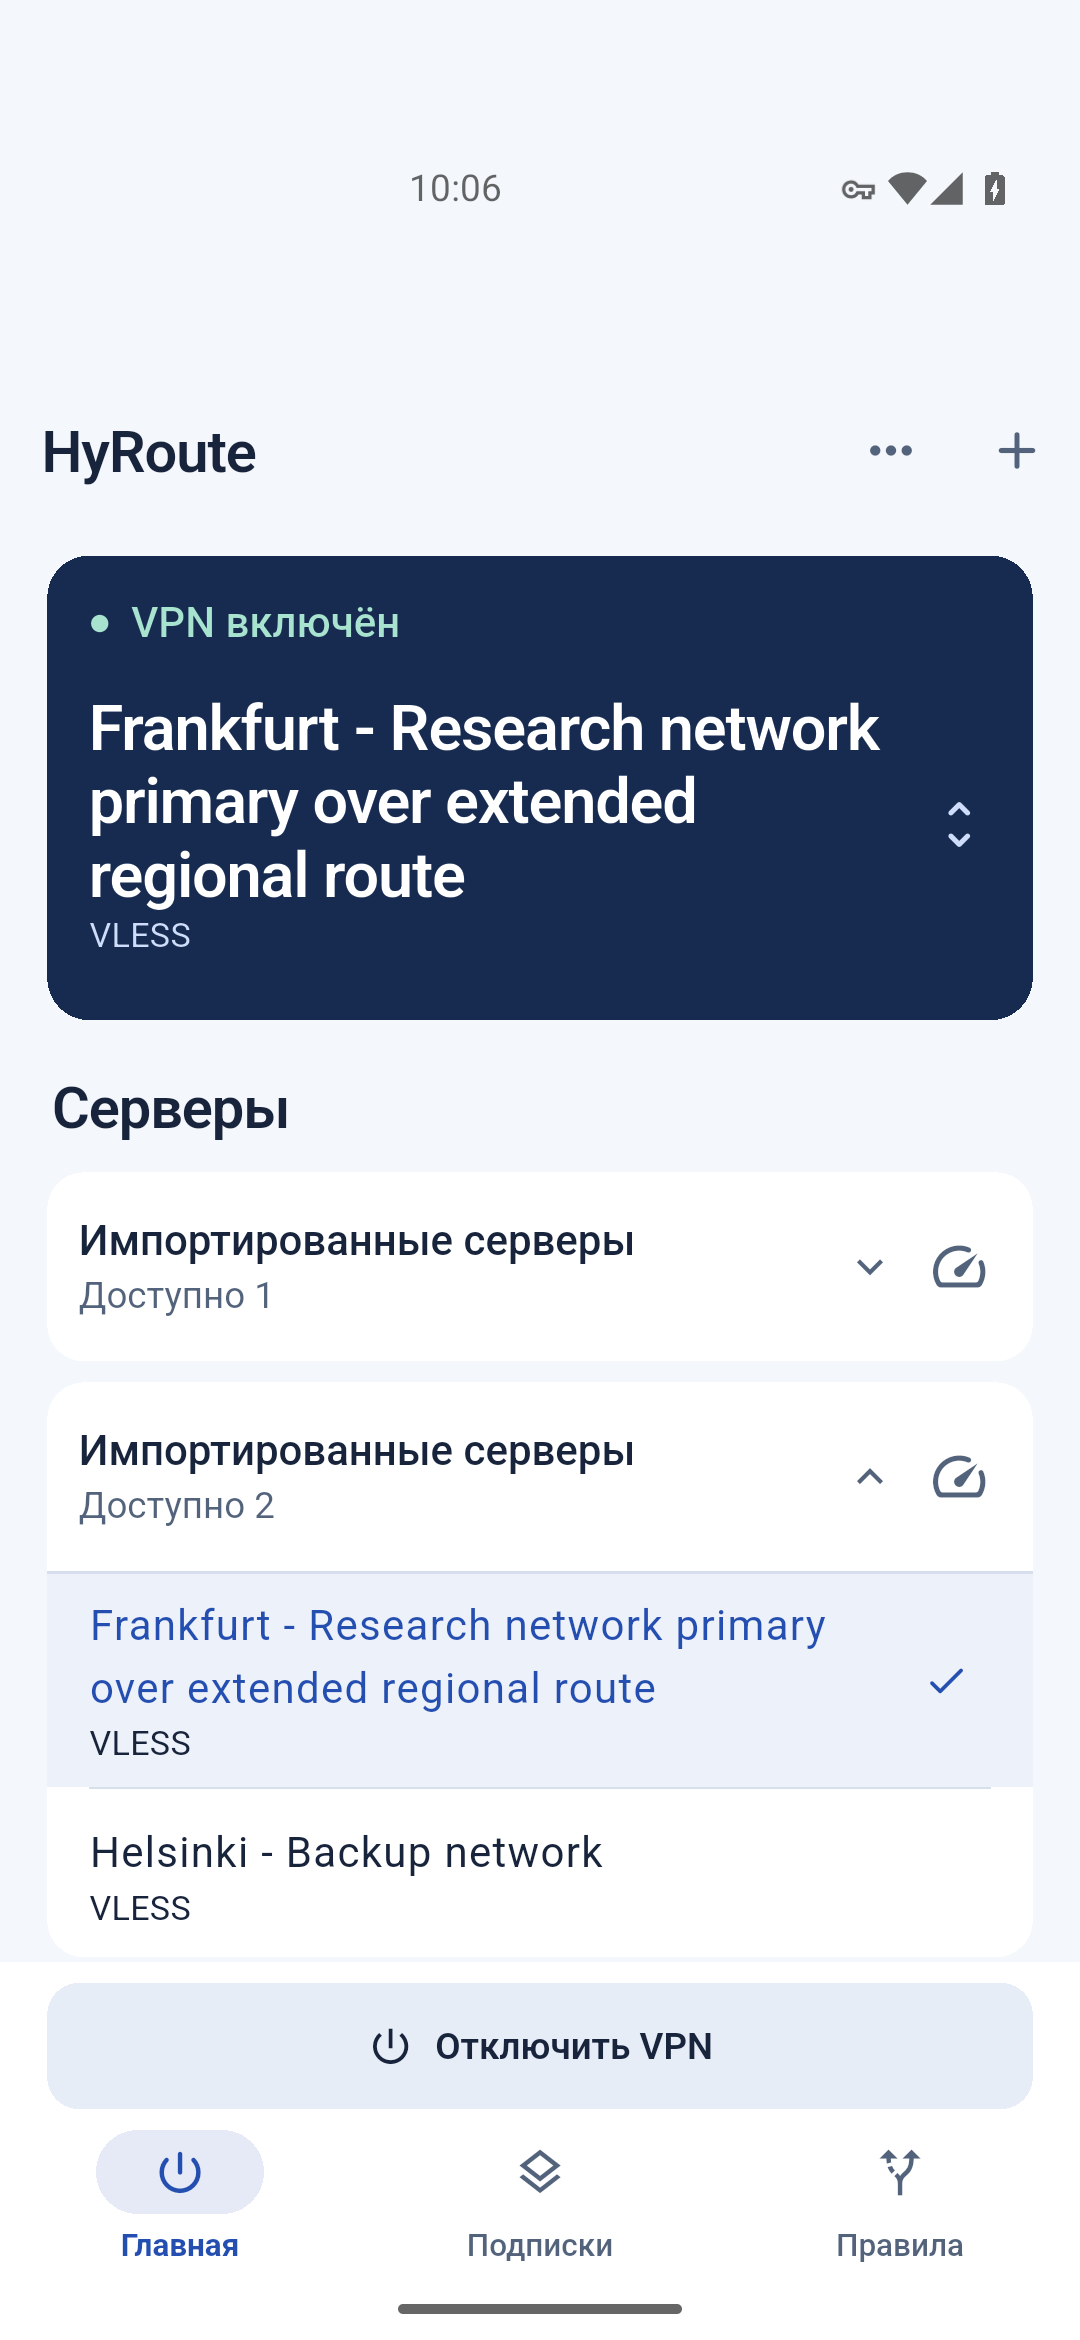 10:06
HyRoute
VPN включён
Frankfurt - Research network
primary over extended
regional route
VLESS
Серверы
Импортированные серверы
Доступно 1
Импортированные серверы
Доступно 2
Frankfurt - Research network primary
over extended regional route
VLESS
Helsinki - Backup network
VLESS
Отключить VPN
Главная
Подписки
Правила